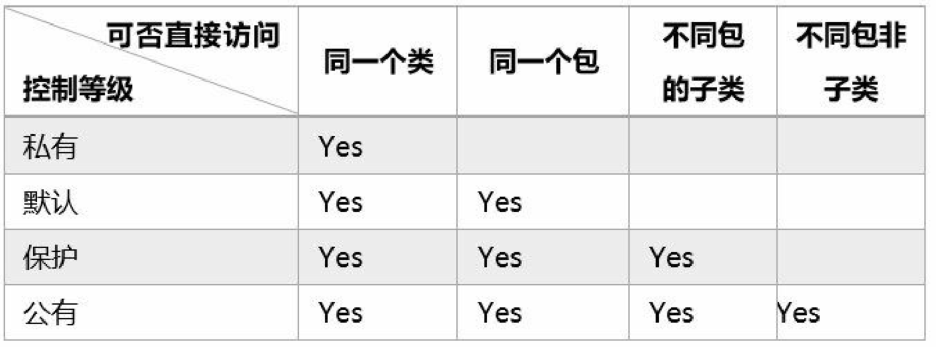 可否直接访问
控制等级
同一个类
同一个包
不同包
的子类
不同包非
子类
私有 Yes
默认 Yes Yes
保护 Yes Yes Yes
公有 Yes Yes Yes Yes